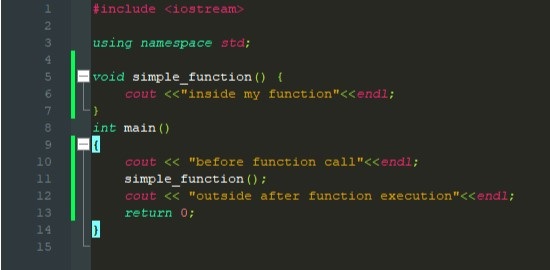 1 #include <iostream>
2
3 using namespace std;
4
5 void simple_function() {
6 cout <<"inside my function"<<endl;
7 }
8 int main()
9 {
10 cout << "before function call"<<endl;
11 simple_function();
12 cout << "outside after function execution"<<endl;
13 return 0;
14 }
15